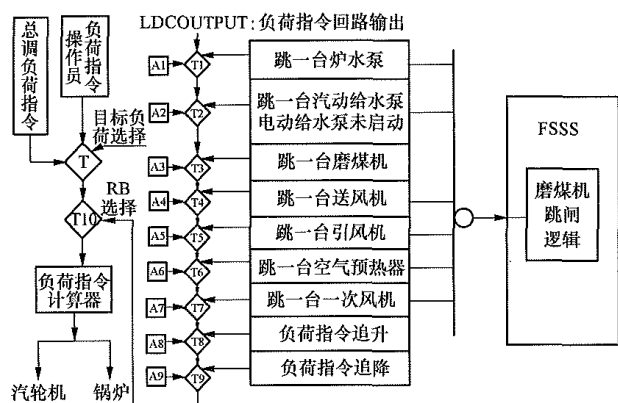 LDCOUTPUT:负荷指令回路输出
总调负荷指令
负荷指令
操作员
目标负
荷选择
T
RB
选择
T10
负荷指令
计算器
汽轮机
锅炉
A1
T1
跳一台炉水泵
A2
T2
跳一台汽动给水泵
电动给水泵未启动
A3
T3
跳一台磨煤机
A4
T4
跳一台送风机
A5
T5
跳一台引风机
A6
T6
跳一台空气预热器
A7
T7
跳一台一次风机
A8
T8
负荷指令追升
A9
T9
负荷指令追降
FSSS
磨煤机
跳闸
逻辑